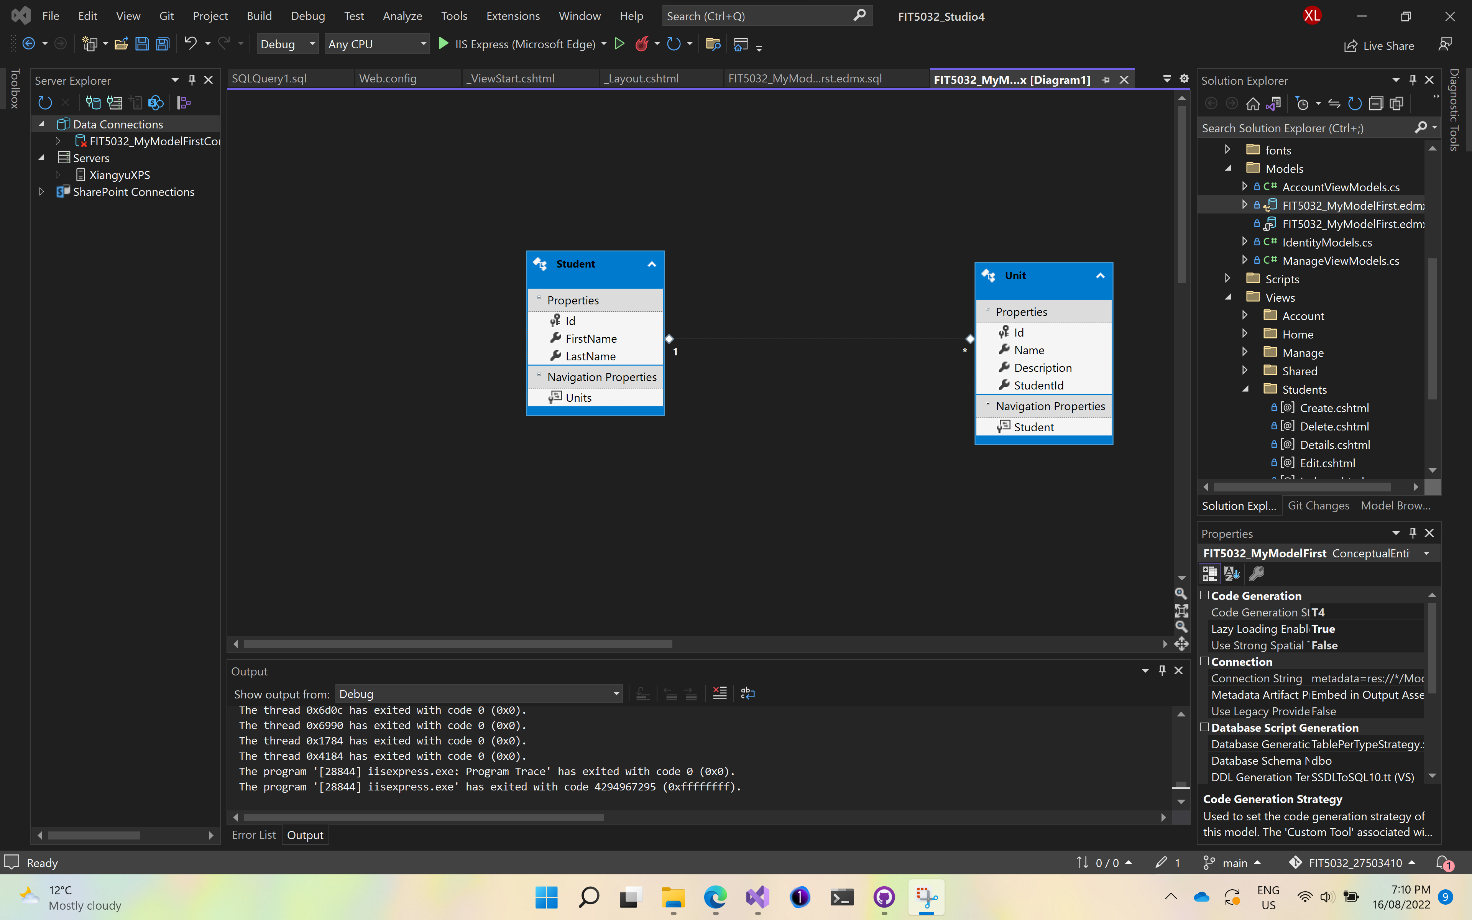 File Edit View Git Project Build Debug Test Analyze Tools Extensions Window Help Search (Ctrl+Q) FIT5032_Studio4 XL
Debug Any CPU IIS Express (Microsoft Edge) Live Share
Toolbox
Server Explorer
Data Connections
FIT5032_MyModelFirstCo
Servers
XiangyuXPS
SharePoint Connections
SQLQuery1.sql Web.config _ViewStart.cshtml _Layout.cshtml FIT5032_MyMod...rst.edmx.sql FIT5032_MyM...x [Diagram1]
Student
Properties
Id
FirstName
LastName
Navigation Properties
Units
1
*
Unit
Properties
Id
Name
Description
StudentId
Navigation Properties
Student
Output
Show output from: Debug
The thread 0x6d0c has exited with code 0 (0x0).
The thread 0x6990 has exited with code 0 (0x0).
The thread 0x1784 has exited with code 0 (0x0).
The thread 0x4184 has exited with code 0 (0x0).
The program '[28844] iisexpress.exe: Program Trace' has exited with code 0 (0x0).
The program '[28844] iisexpress.exe' has exited with code 4294967295 (0xffffffff).
Error List Output
Solution Explorer
Search Solution Explorer (Ctrl+;)
fonts
Models
C# AccountViewModels.cs
FIT5032_MyModelFirst.edmx
FIT5032_MyModelFirst.edmx
C# IdentityModels.cs
C# ManageViewModels.cs
Scripts
Views
Account
Home
Manage
Shared
Students
[@] Create.cshtml
[@] Delete.cshtml
[@] Details.cshtml
[@] Edit.cshtml
Solution Expl... Git Changes Model Brow...
Properties
FIT5032_MyModelFirst ConceptualEnti
Code Generation
Code Generation St T4
Lazy Loading Enabl True
Use Strong Spatial False
Connection
Connection String metadata=res://*/Moc
Metadata Artifact P Embed in Output Asse
Use Legacy Provide False
Database Script Generation
Database Generatic TablePerTypeStrategy.
Database Schema N dbo
DDL Generation Ter SSDLToSQL10.tt (VS)
Code Generation Strategy
Used to set the code generation strategy of
this model. The 'Custom Tool' associated wi...
Diagnostic Tools
Ready 0 / 0 1 main FIT5032_27503410 1
12°C
Mostly cloudy
ENG
US
7:10 PM
16/08/2022
9